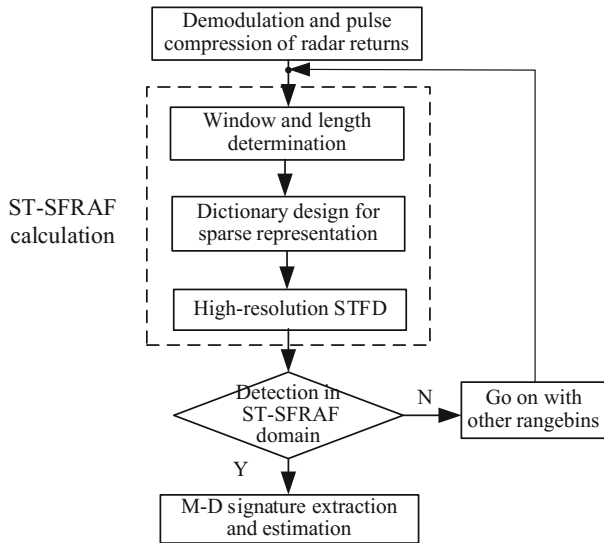 Demodulation and pulse
compression of radar returns
Window and length
determination
ST-SFRAF
calculation
Dictionary design for
sparse representation
High-resolution STFD
Detection in
ST-SFRAF
domain
N
Go on with
other rangebins
Y
M-D signature extraction
and estimation